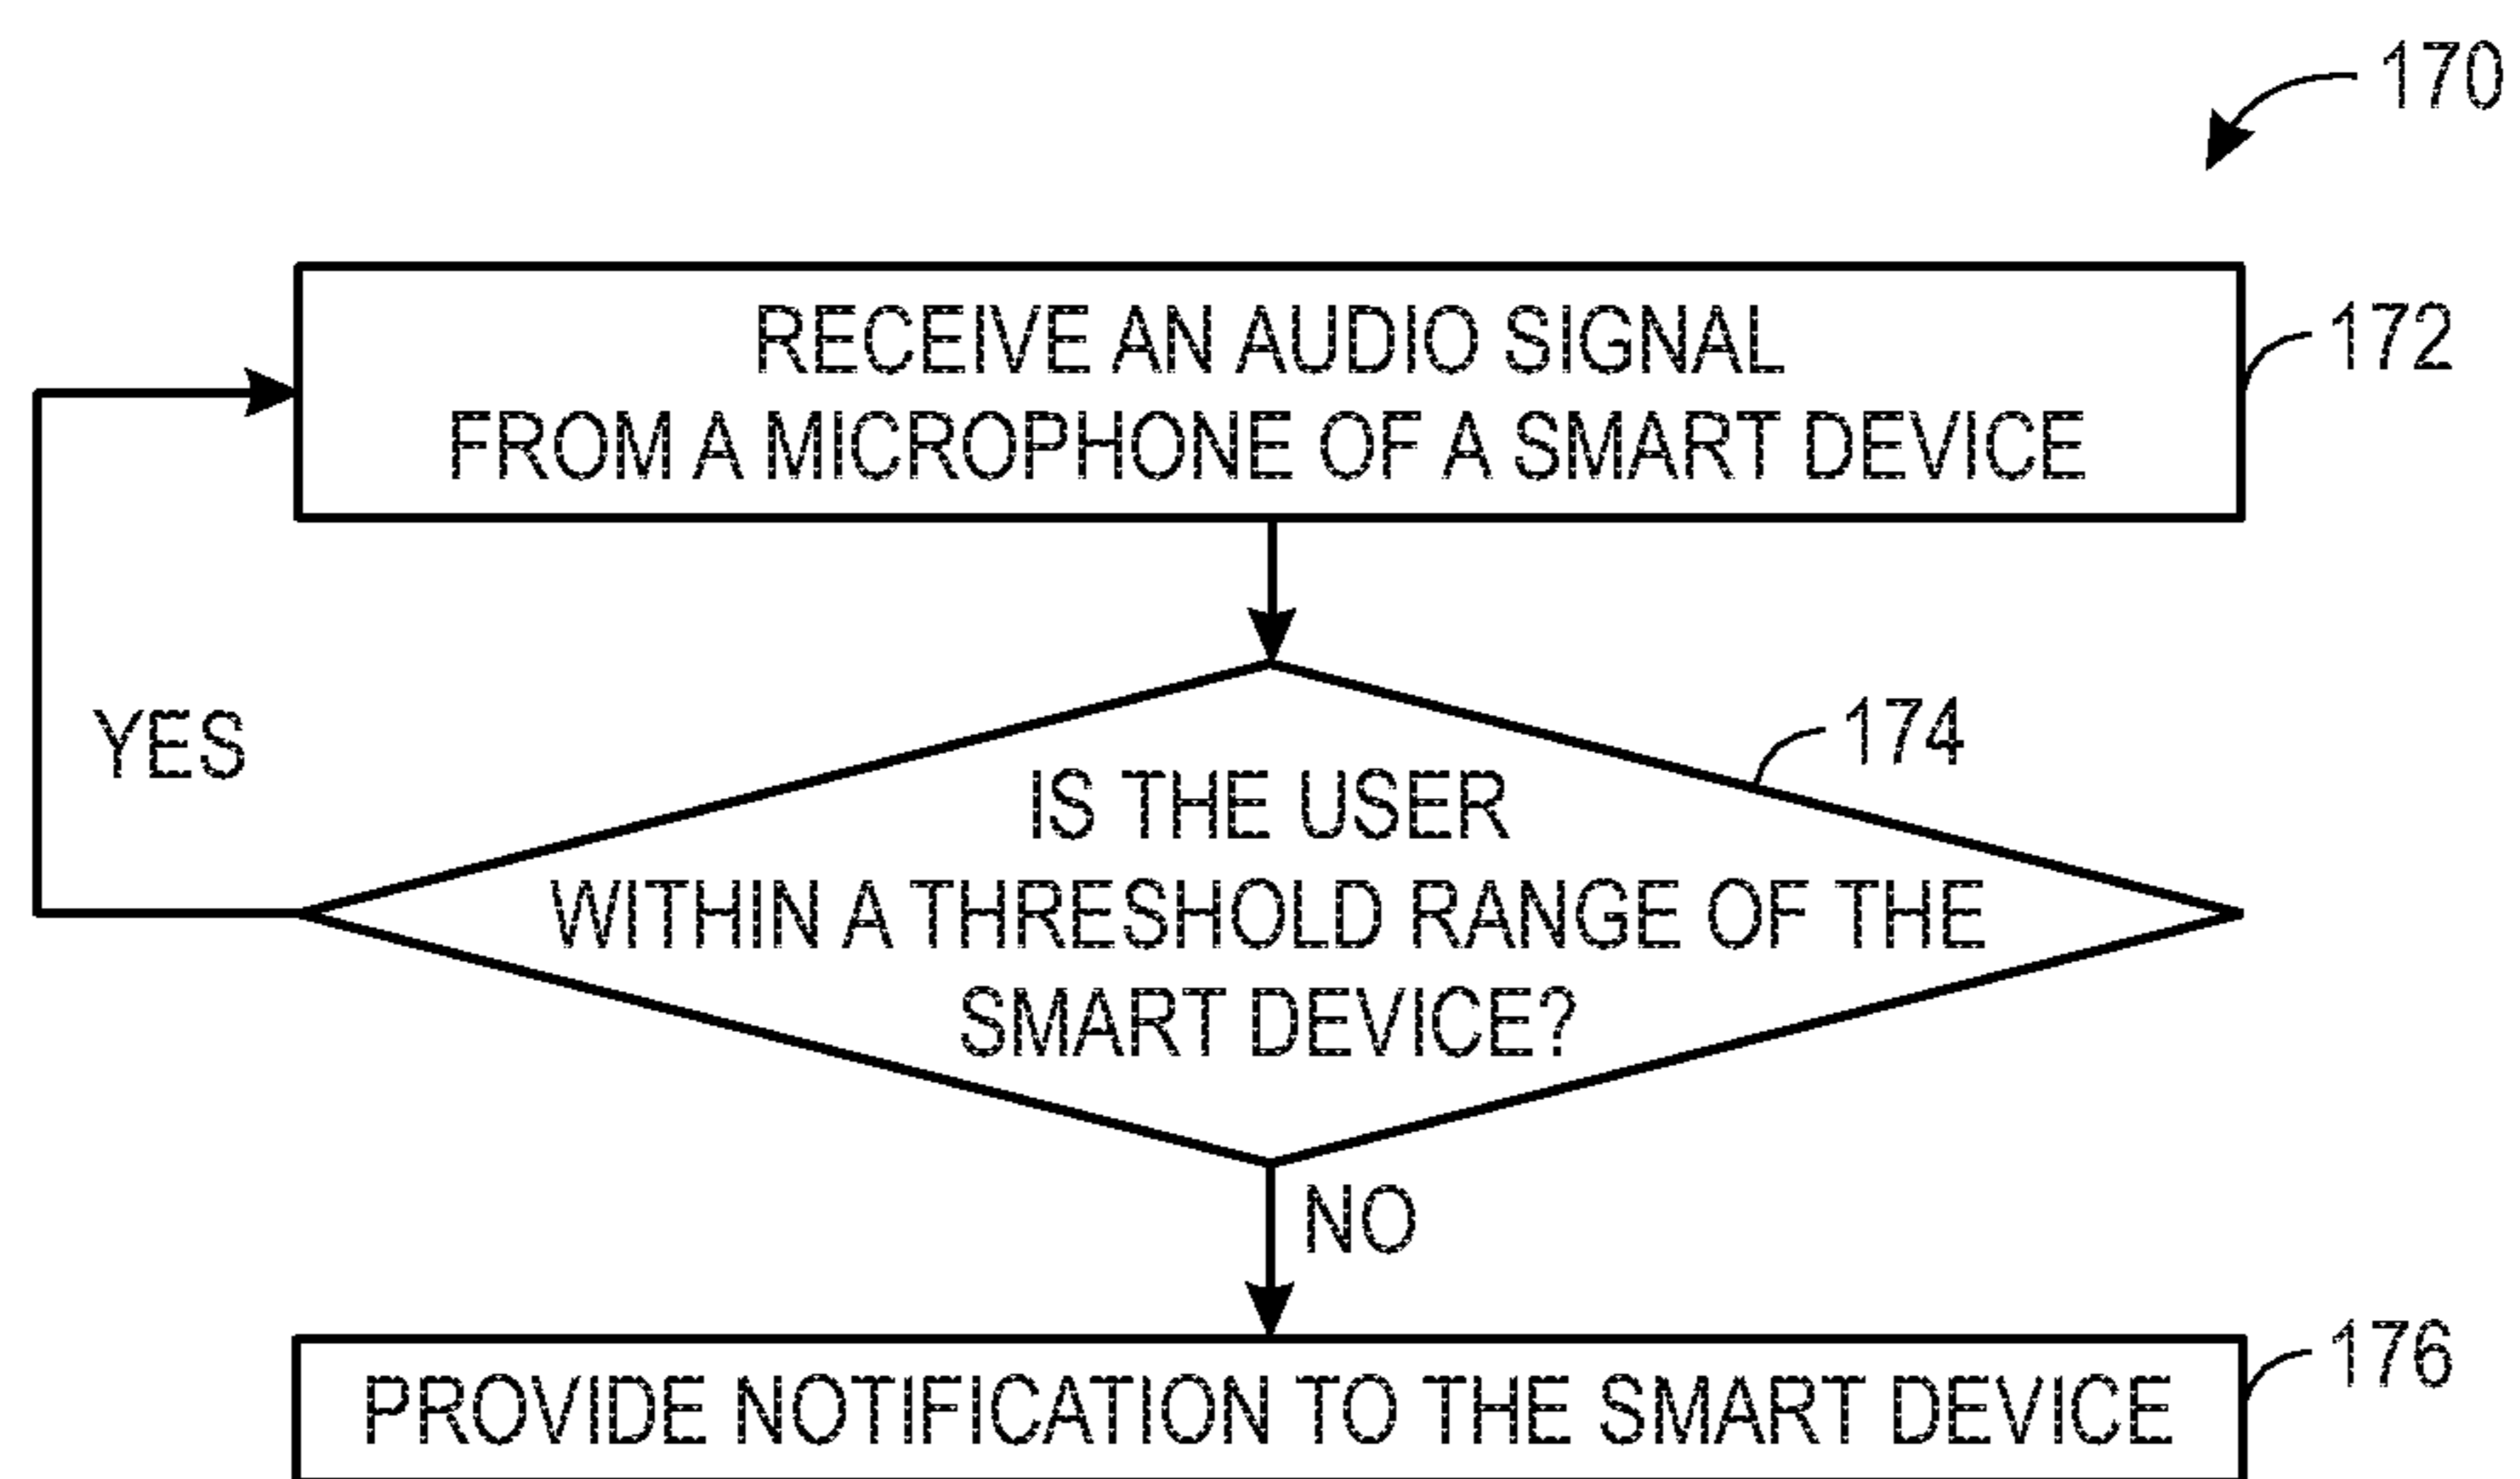 170
RECEIVE AN AUDIO SIGNAL
FROM A MICROPHONE OF A SMART DEVICE
172
YES
174
IS THE USER
WITHIN A THRESHOLD RANGE OF THE
SMART DEVICE?
NO
PROVIDE NOTIFICATION TO THE SMART DEVICE
176